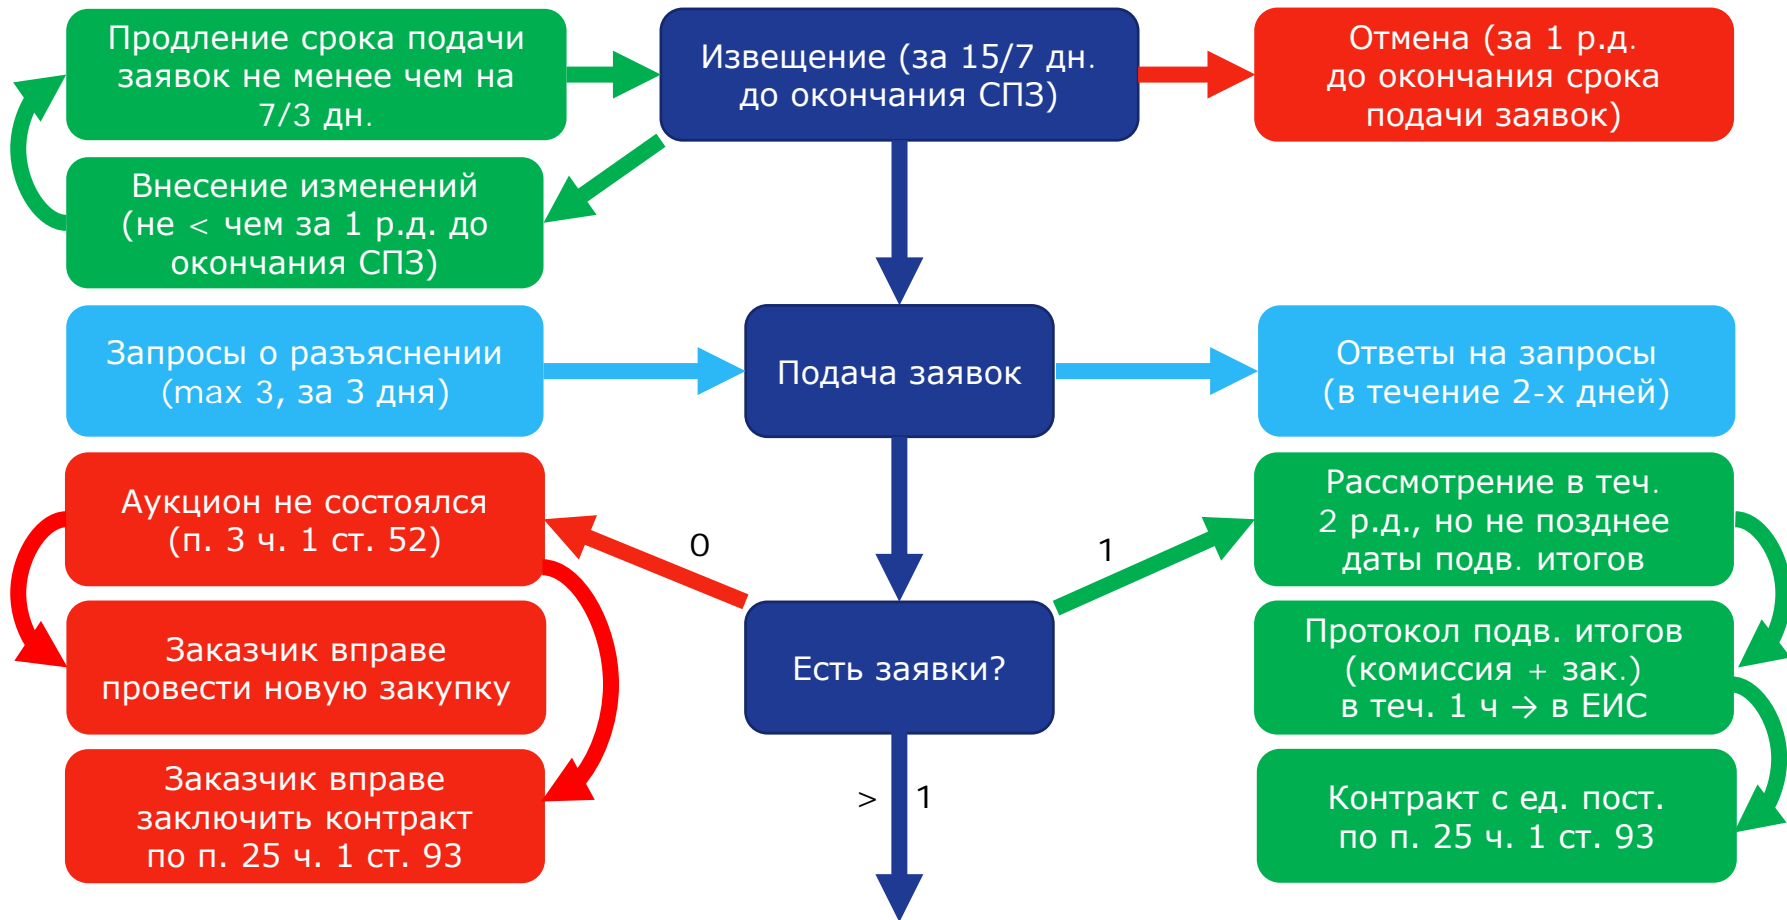 Продление срока подачи
заявок не менее чем на
7/3 дн.
Извещение (за 15/7 дн.
до окончания СПЗ)
Отмена (за 1 р.д.
до окончания срока
подачи заявок)
Внесение изменений
(не < чем за 1 р.д. до
окончания СПЗ)
Запросы о разъяснении
(max 3, за 3 дня)
Подача заявок
Ответы на запросы
(в течение 2-х дней)
Аукцион не состоялся
(п. 3 ч. 1 ст. 52)
0
1
Рассмотрение в теч.
2 р.д., но не позднее
даты подв. итогов
Заказчик вправе
провести новую закупку
Есть заявки?
Протокол подв. итогов
(комиссия + зак.)
в теч. 1 ч → в ЕИС
Заказчик вправе
заключить контракт
по п. 25 ч. 1 ст. 93
> 1
Контракт с ед. пост.
по п. 25 ч. 1 ст. 93